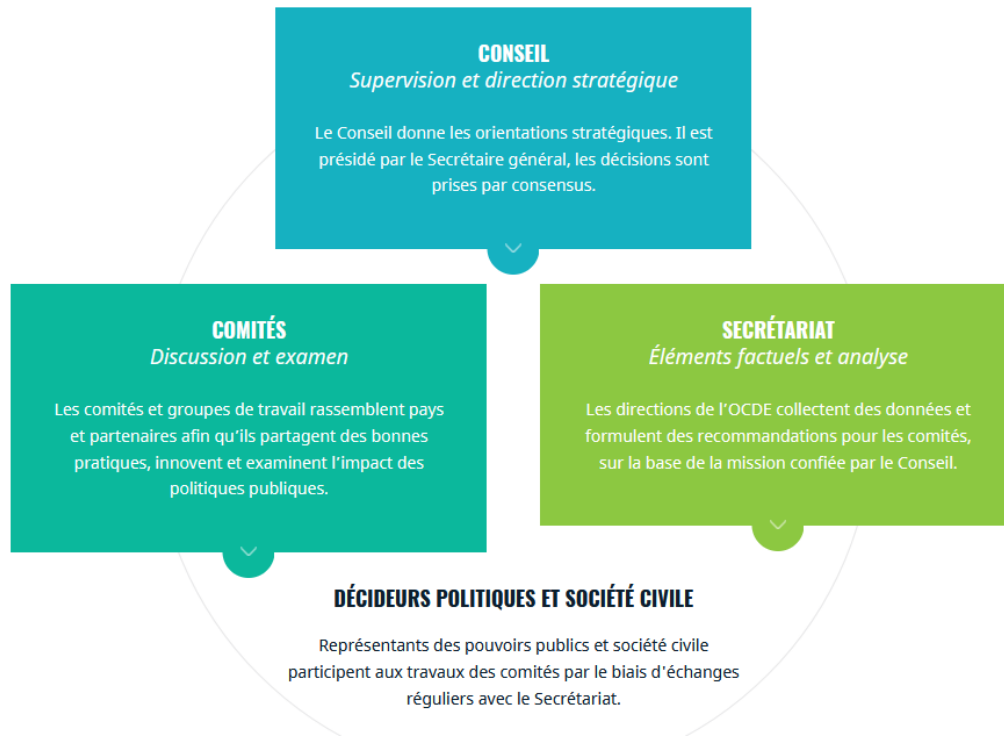 CONSEIL
Supervision et direction stratégique
Le Conseil donne les orientations stratégiques. Il est
présidé par le Secrétaire général, les décisions sont
prises par consensus.
COMITÉS
Discussion et examen
Les comités et groupes de travail rassemblent pays
et partenaires afin qu’ils partagent des bonnes
pratiques, innovent et examinent l’impact des
politiques publiques.
SECRÉTARIAT
Éléments factuels et analyse
Les directions de l’OCDE collectent des données et
formulent des recommandations pour les comités,
sur la base de la mission confiée par le Conseil.
DÉCIDEURS POLITIQUES ET SOCIÉTÉ CIVILE
Représentants des pouvoirs publics et société civile
participent aux travaux des comités par le biais d'échanges
réguliers avec le Secrétariat.